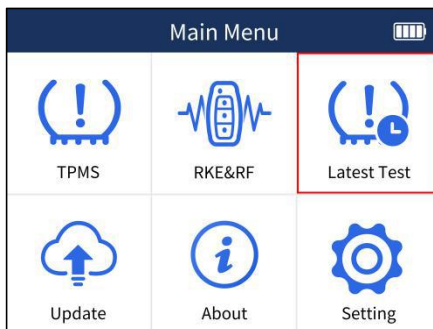 Main Menu
TPMS
RKE&RF
Latest Test
Update
About
Setting